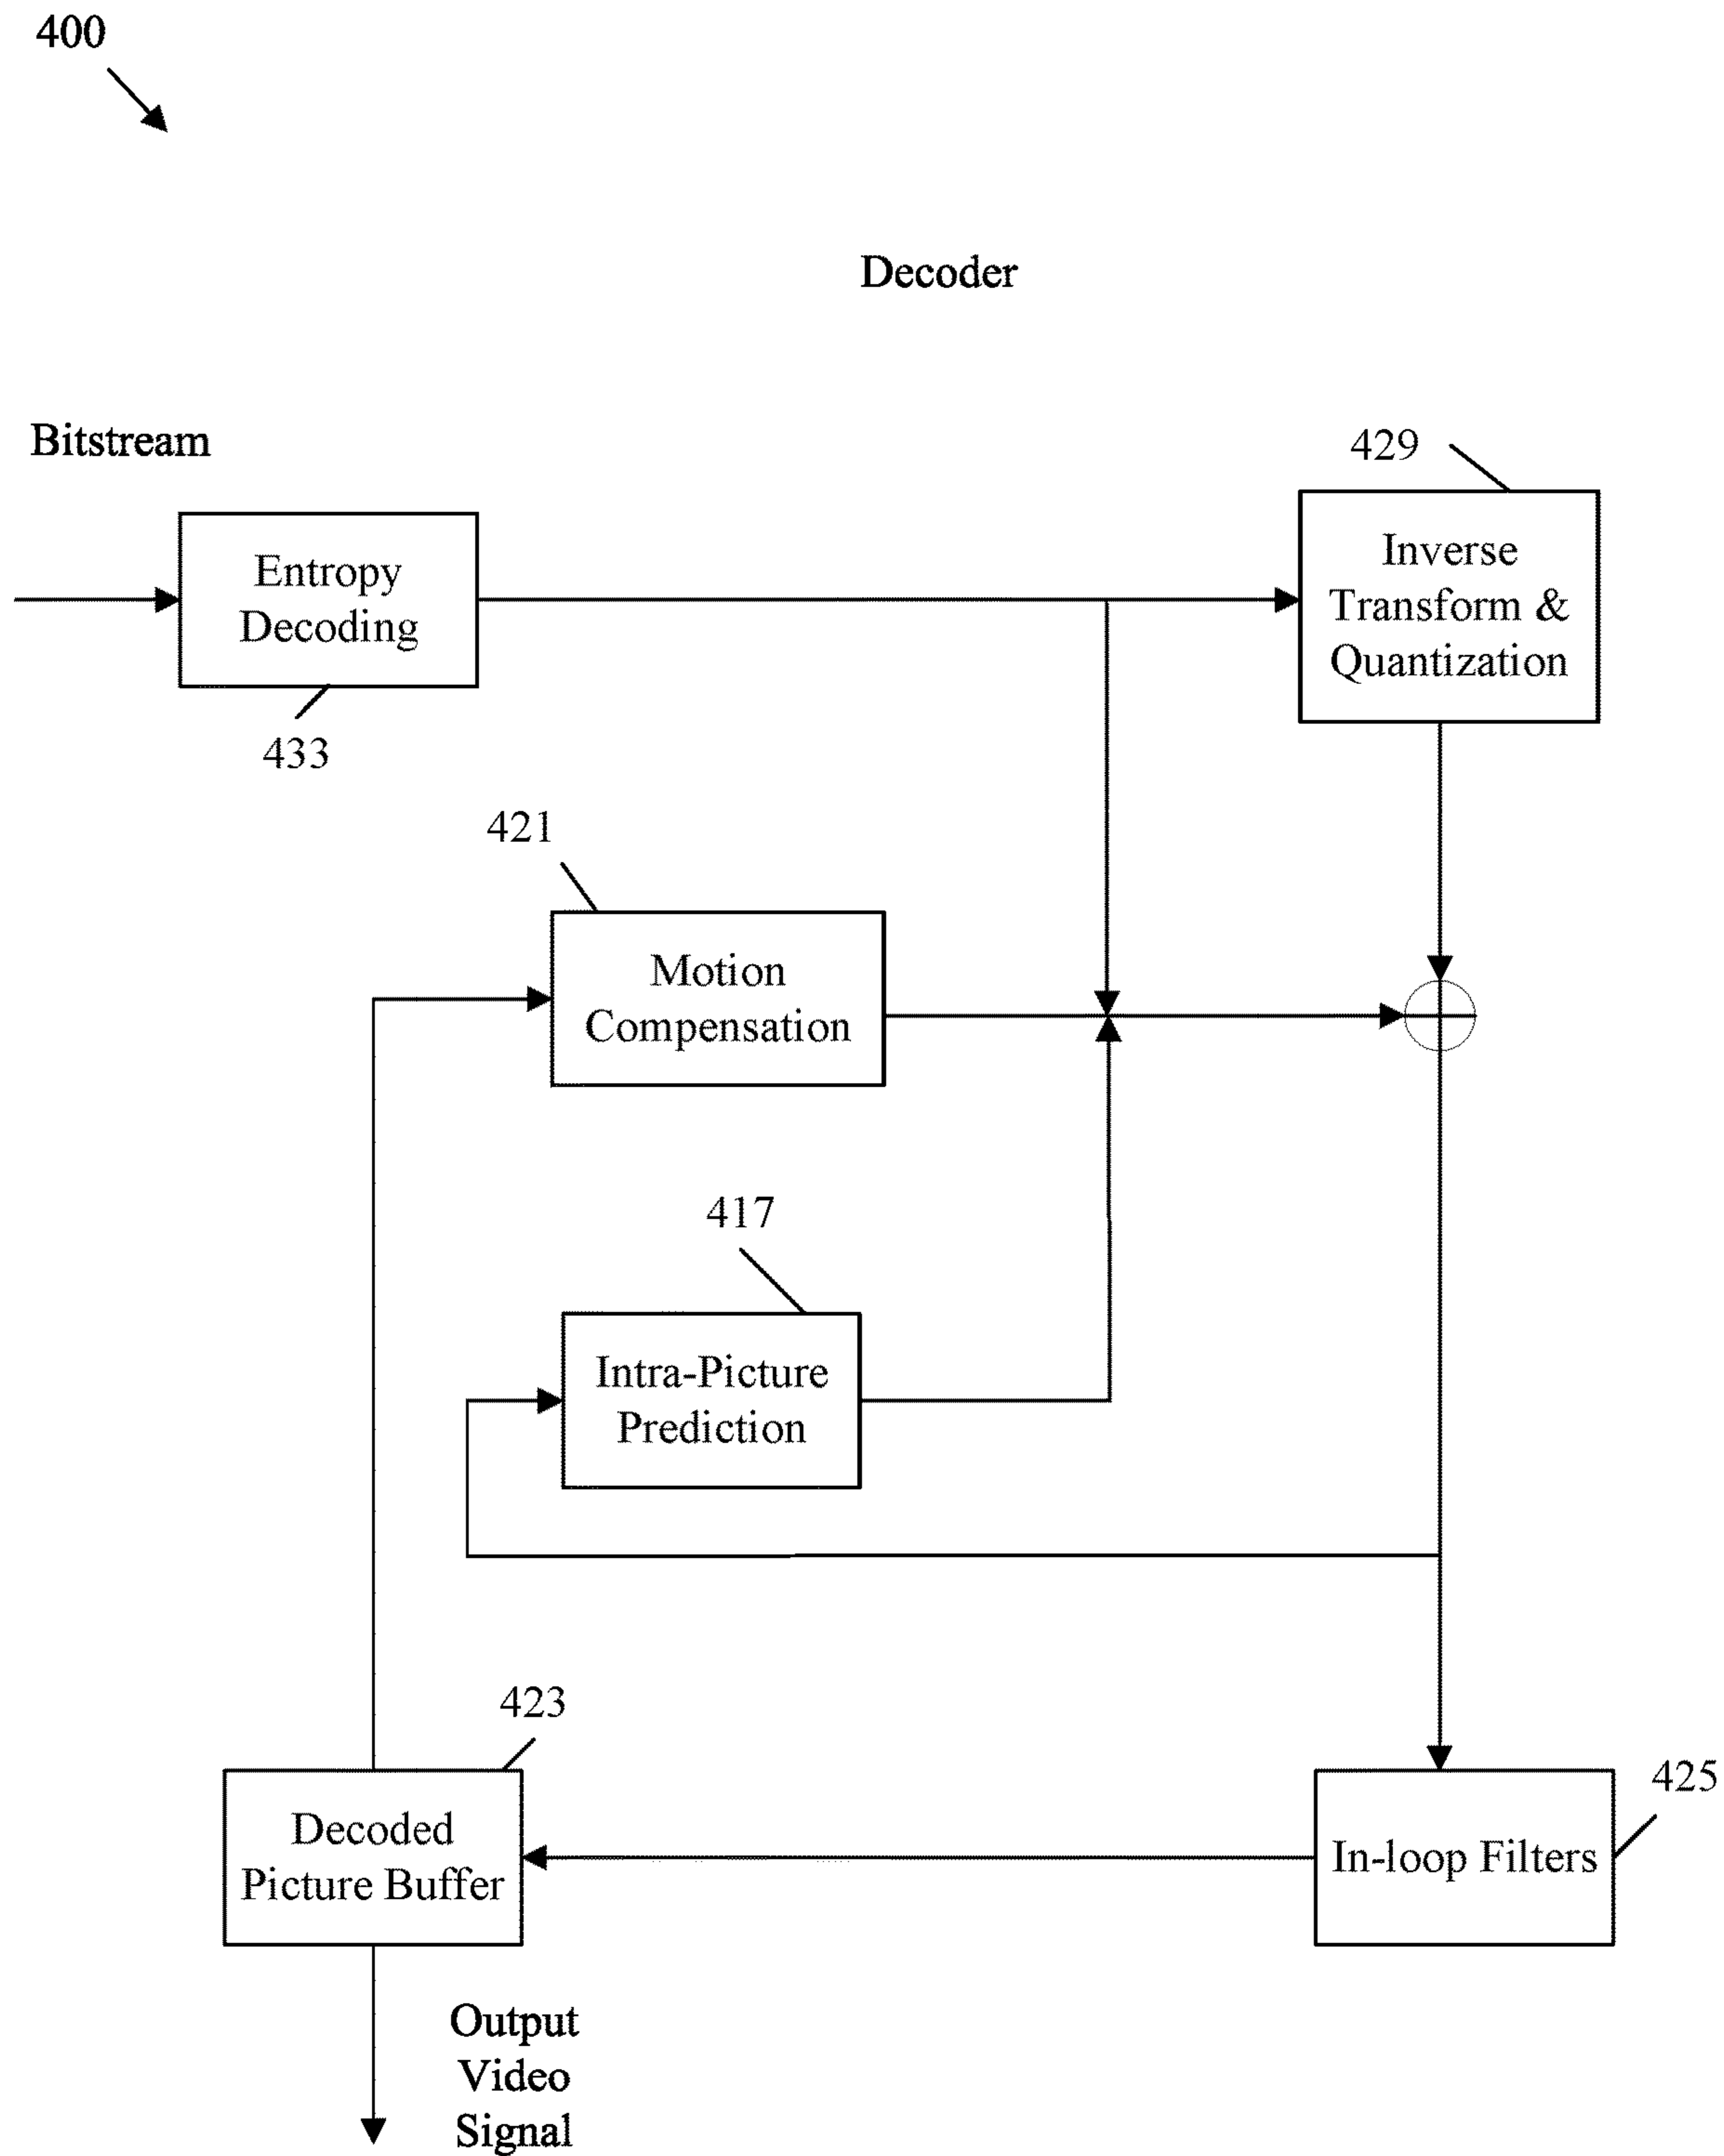 400
Decoder
Bitstream
429
Inverse
Transform &
Quantization
Entropy
Decoding
433
421
Motion
Compensation
417
Intra-Picture
Prediction
423
Decoded
Picture Buffer
425
In-loop Filters
Output
Video
Signal